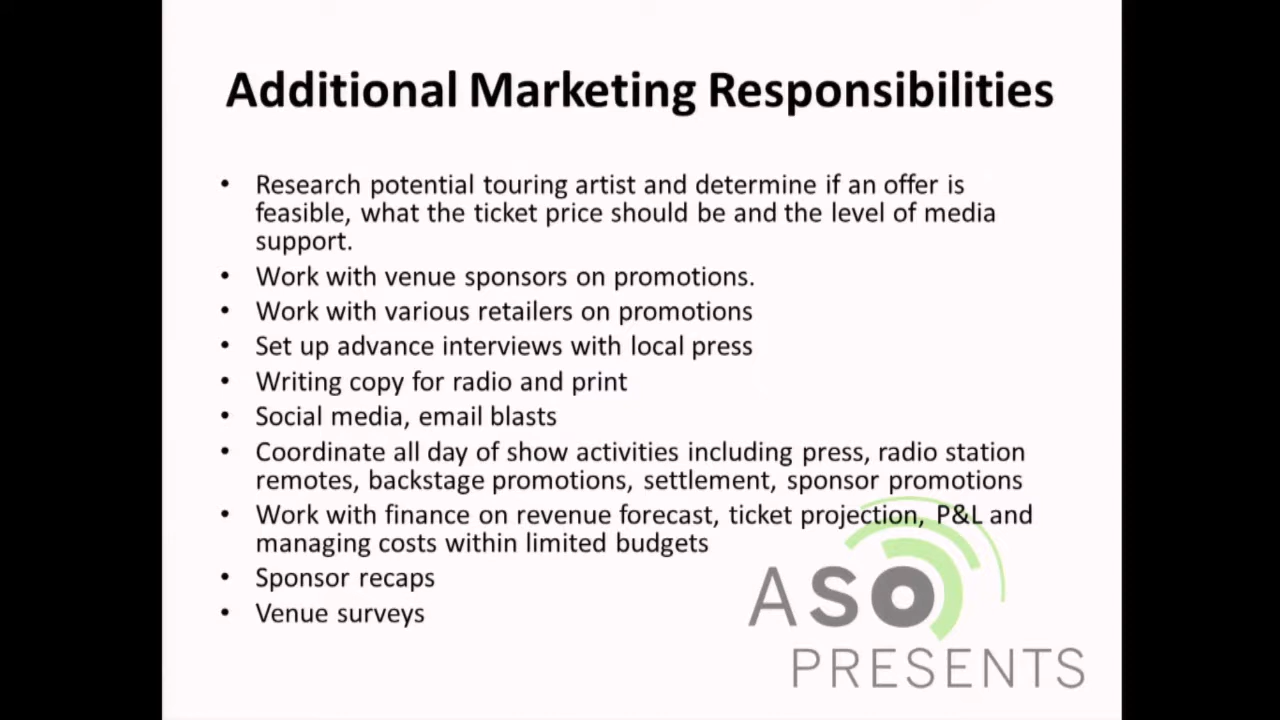 Additional Marketing Responsibilities
• Research potential touring artist and determine if an offer is
feasible, what the ticket price should be and the level of media
support.
• Work with venue sponsors on promotions.
• Work with various retailers on promotions
• Set up advance interviews with local press
• Writing copy for radio and print
• Social media, email blasts
• Coordinate all day of show activities including press, radio station
remotes, backstage promotions, settlement, sponsor promotions
• Work with finance on revenue forecast, ticket projection, P&L and
managing costs within limited budgets
• Sponsor recaps
• Venue surveys
ASO
PRESENTS